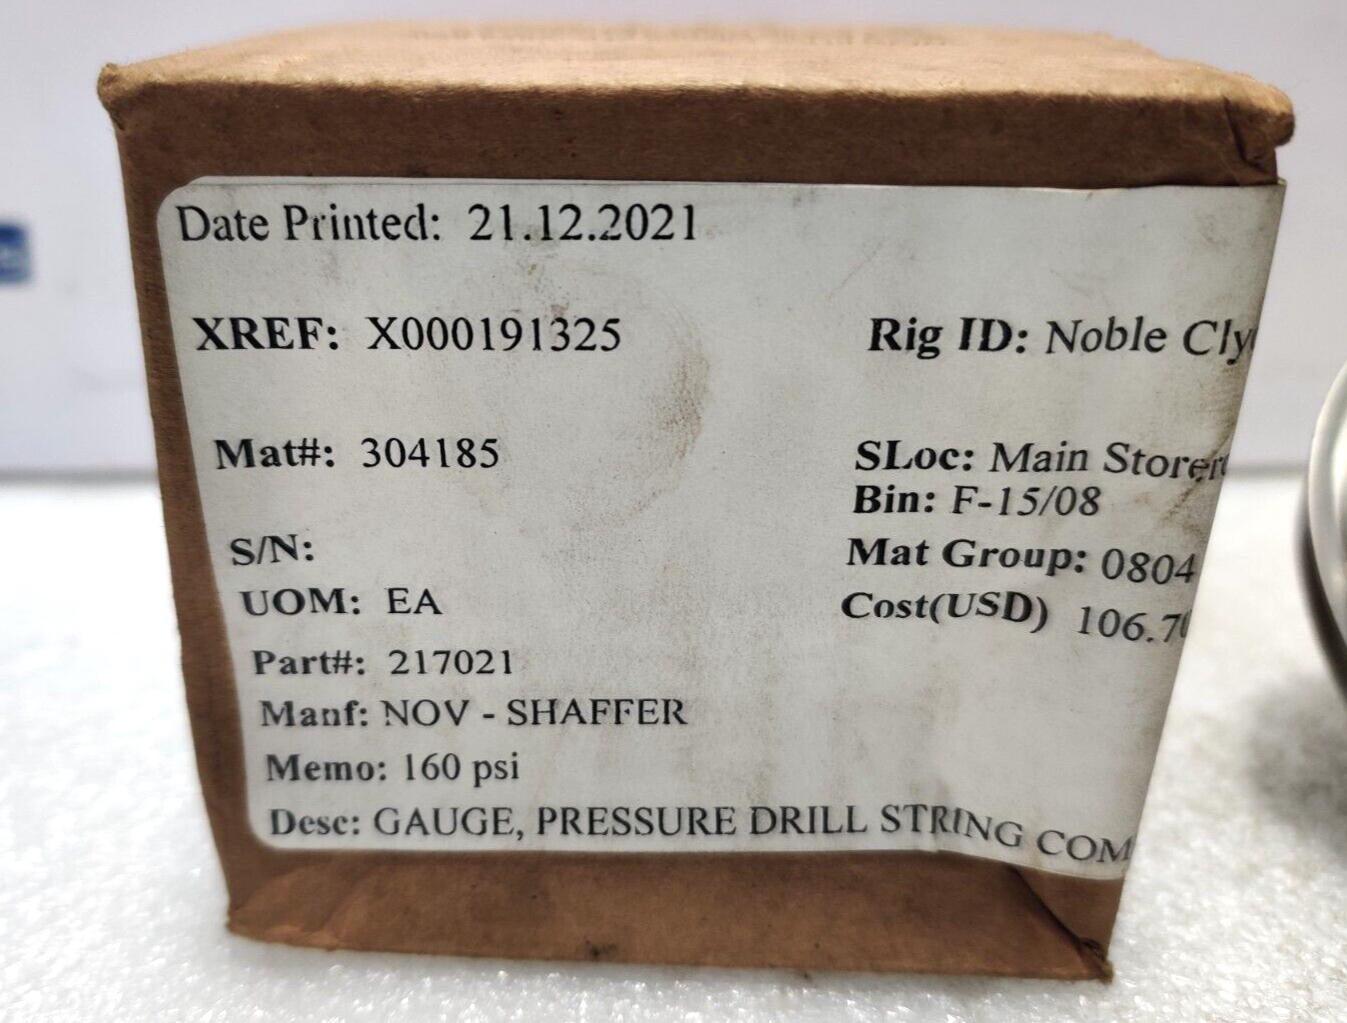 Date Printed: 21.12.2021
XREF: X000191325
Rig ID: Noble
Mat#: 304185
SLoc: Main
Bin: F-15/08
S/N:
Mat Group: 0804
UOM: EA
Cost(USD)
Part#: 217021
Manf: NOV - SHAFFER
Memo: 160 psi
Desc: GAUGE, PRESSURE DRILL STRING COM